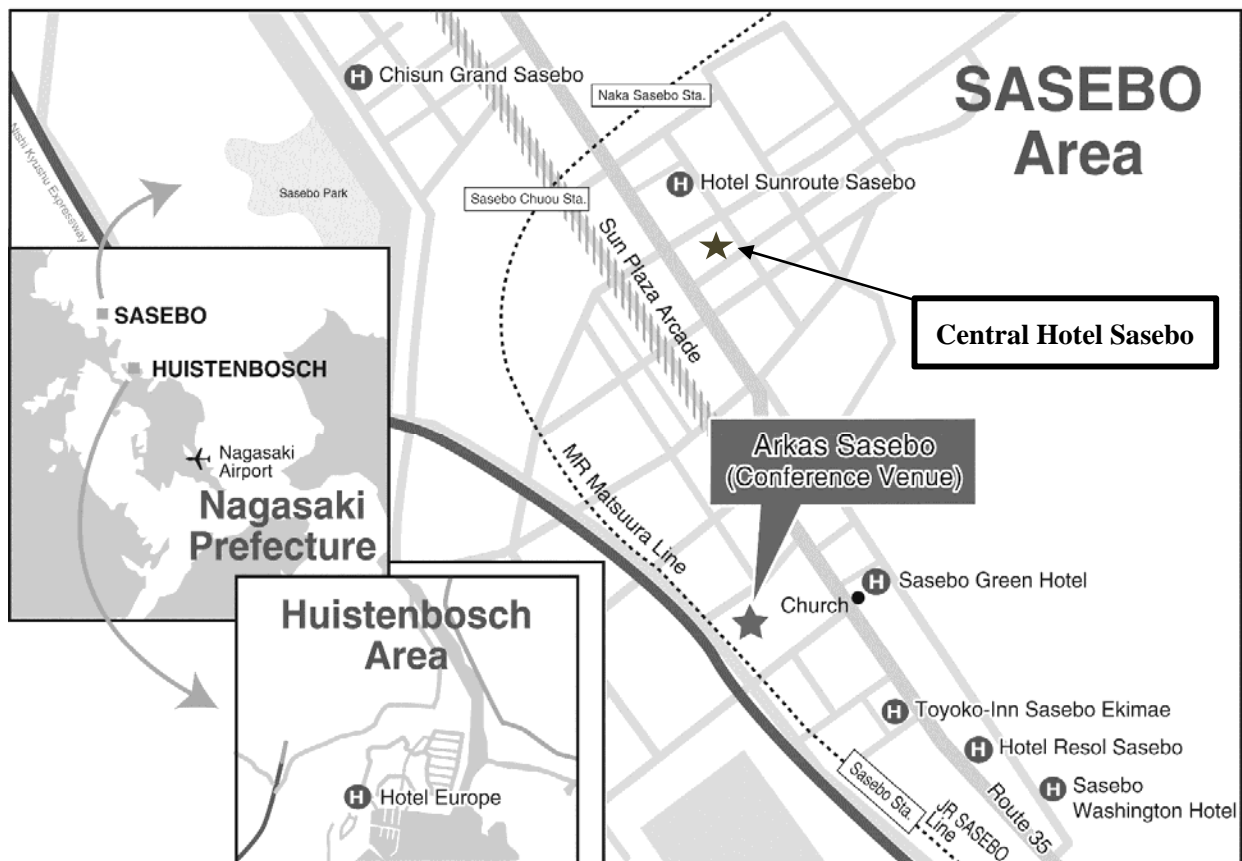 SASEBO
Area
Chisun Grand Sasebo
Naka Sasebo Sta.
Nishi Kyushu Expressway
Sasebo Park
Sasebo Chuou Sta.
Hotel Sunroute Sasebo
Sun Plaza Arcade
Central Hotel Sasebo
SASEBO
HUISTENBOSCH
Nagasaki
Airport
Nagasaki
Prefecture
MR Matsuura Line
Arkas Sasebo
(Conference Venue)
Sasebo Green Hotel
Church
Huistenbosch
Area
Hotel Europe
Toyoko-Inn Sasebo Ekimae
Hotel Resol Sasebo
Sasebo
Washington Hotel
Sasebo Sta.
JR SASEBO
Line
Route 35
H
H
H
H
H
H
H